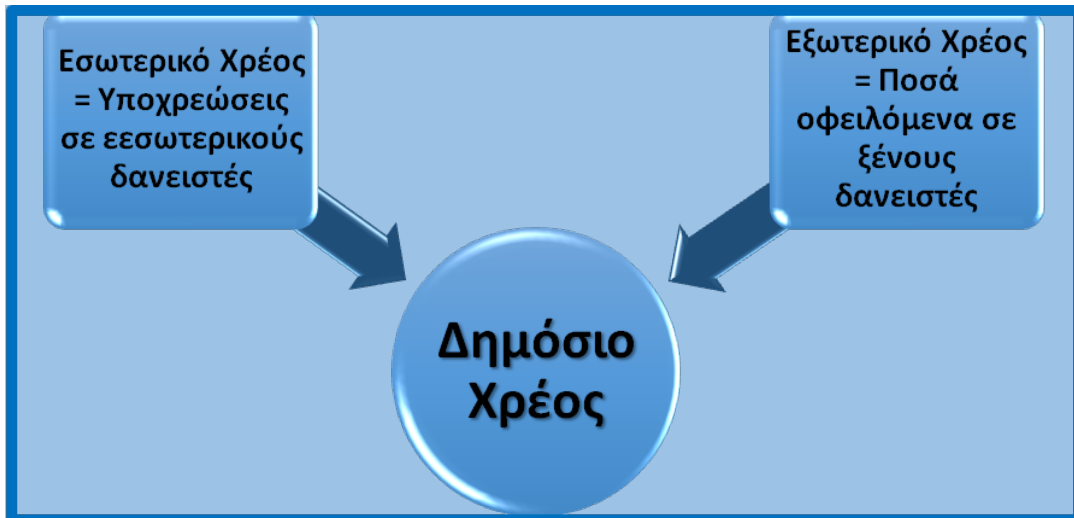 Εσωτερικό Χρέος
= Υποχρεώσεις
σε εεσωτερικούς
δανειστές
Εξωτερικό Χρέος
= Ποσά
οφειλόμενα σε
ξένους
δανειστές
Δημόσιο
Χρέος